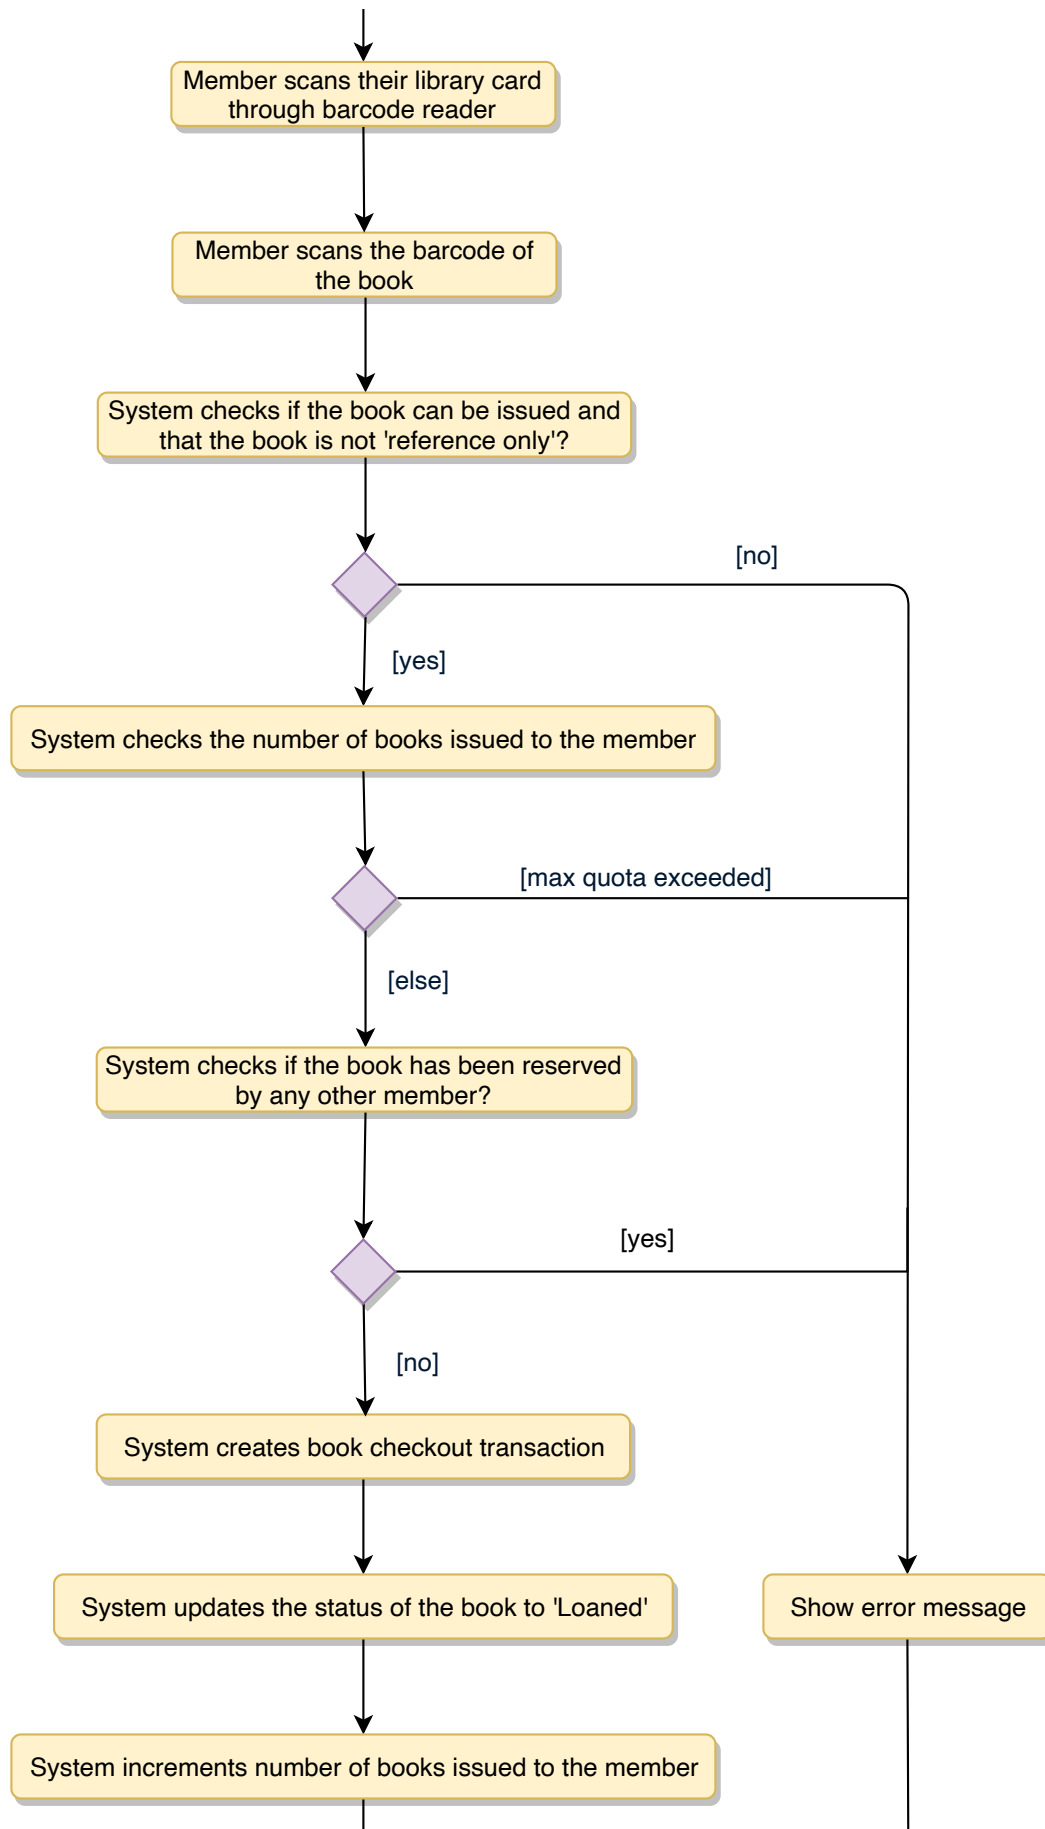 Member scans their library card
through barcode reader
Member scans the barcode of
the book
System checks if the book can be issued and
that the book is not 'reference only'?
[no]
[yes]
System checks the number of books issued to the member
[max quota exceeded]
[else]
System checks if the book has been reserved
by any other member?
[yes]
[no]
System creates book checkout transaction
System updates the status of the book to 'Loaned'
Show error message
System increments number of books issued to the member